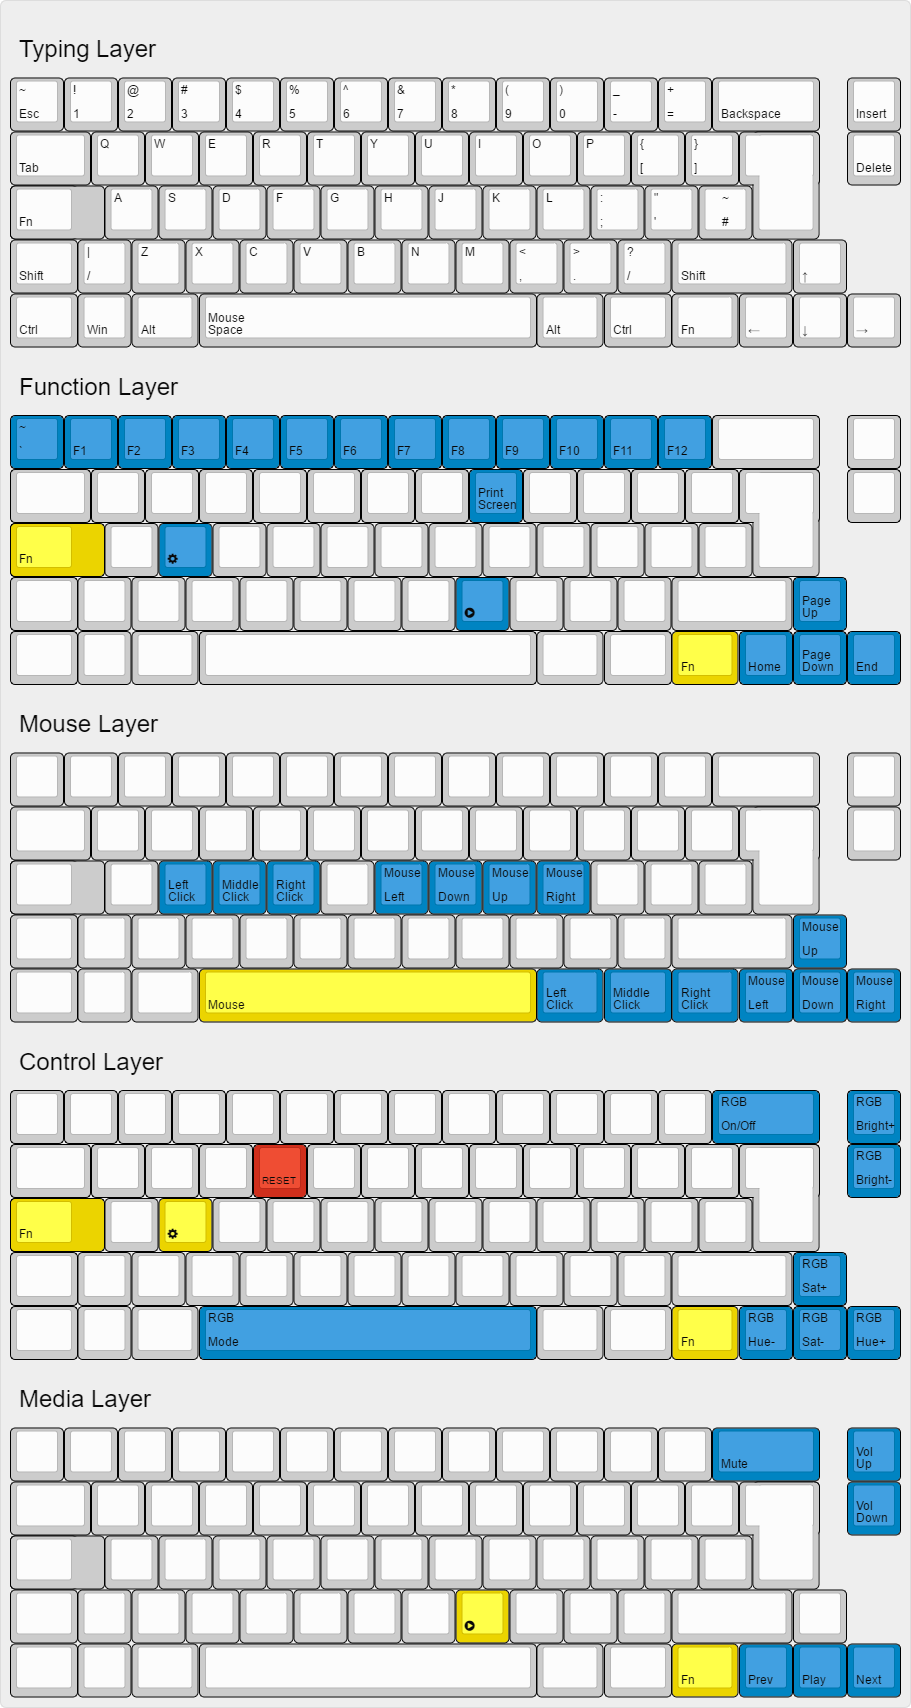 Typing Layer
~ ! @ # $ % ^ & * ( ) _ +
Esc 1 2 3 4 5 6 7 8 9 0 - = Backspace Insert
Q W E R T Y U I O P { }
Tab [ ] Delete
A S D F G H J K L : " ~
Fn ; ' #
| Z X C V B N M < > ?
Shift / , . / Shift ↑
Mouse
Ctrl Win Alt Space Alt Ctrl Fn ← ↓ →
Function Layer
~
` F1 F2 F3 F4 F5 F6 F7 F8 F9 F10 F11 F12
Print
Screen
Fn
Page
Up
Page
Fn Home Down End
Mouse Layer
Mouse Mouse Mouse Mouse
Left Middle Right
Click Click Click Left Down Up Right
Mouse
Up
Mouse Mouse Mouse
Left Middle Right
Mouse Click Click Click Left Down Right
Control Layer
RGB RGB
On/Off Bright+
RGB
RESET Bright-
Fn
RGB
Sat+
RGB RGB RGB RGB
Mode Fn Hue- Sat- Hue+
Media Layer
Vol
Mute Up
Vol
Down
Fn Prev Play Next